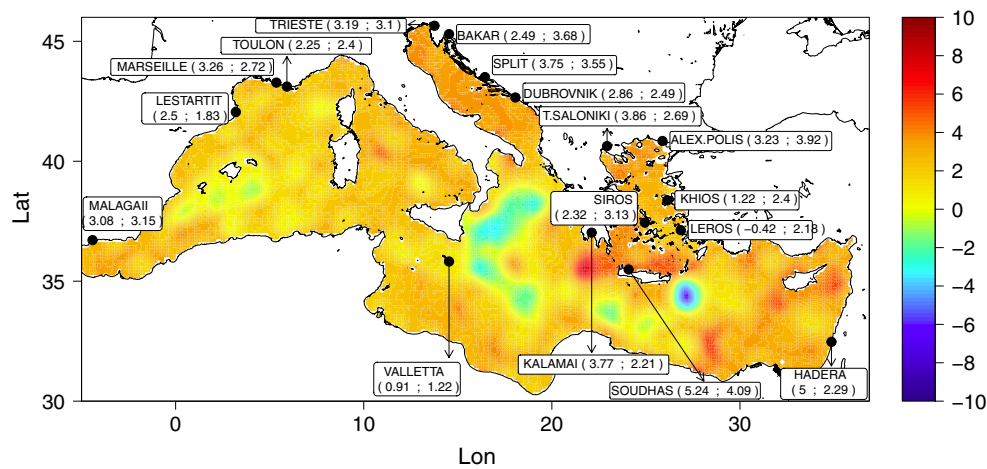 TRIESTE ( 3.19 ; 3.1 )
BAKAR ( 2.49 ; 3.68 )
TOULON ( 2.25 ; 2.4 )
SPLIT ( 3.75 ; 3.55 )
MARSEILLE ( 3.26 ; 2.72 )
DUBROVNIK ( 2.86 ; 2.49 )
LESTARTIT
( 2.5 ; 1.83 )
T.SALONIKI ( 3.86 ; 2.69 )
ALEX.POLIS ( 3.23 ; 3.92 )
MALAGAII
( 3.08 ; 3.15 )
SIROS
( 2.32 ; 3.13 )
KHIOS ( 1.22 ; 2.4 )
LEROS ( −0.42 ; 2.18 )
VALLETTA
( 0.91 ; 1.22 )
KALAMAI ( 3.77 ; 2.21 )
SOUDHAS ( 5.24 ; 4.09 )
HADERA
( 5 ; 2.29 )
45
40
35
30
Lat
0
10
20
30
Lon
10
8
6
4
2
0
−2
−4
−6
−8
−10